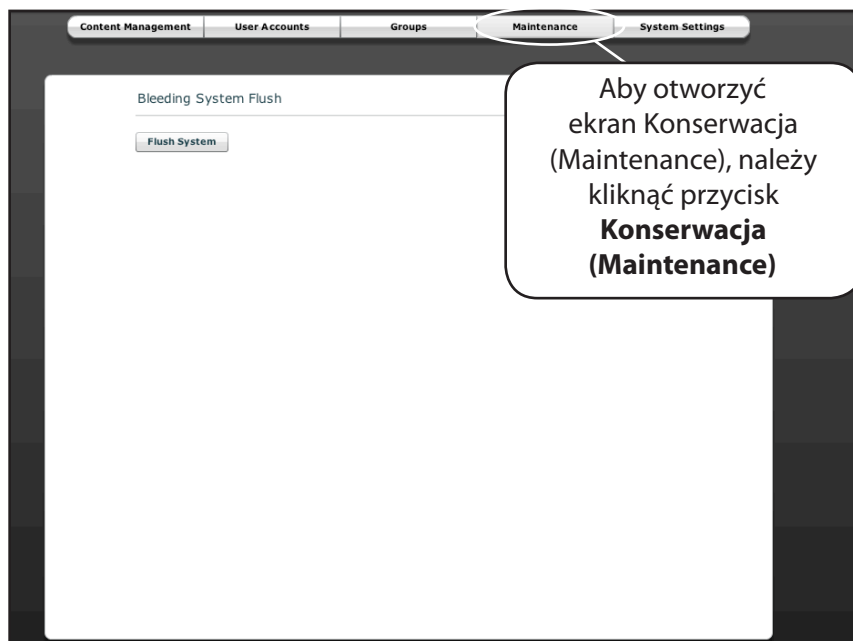 Content Management User Accounts Groups Maintenance System Settings
Bleeding System Flush
Flush System
Aby otworzyć
ekran Konserwacja
(Maintenance), należy
kliknąć przycisk
Konserwacja
(Maintenance)